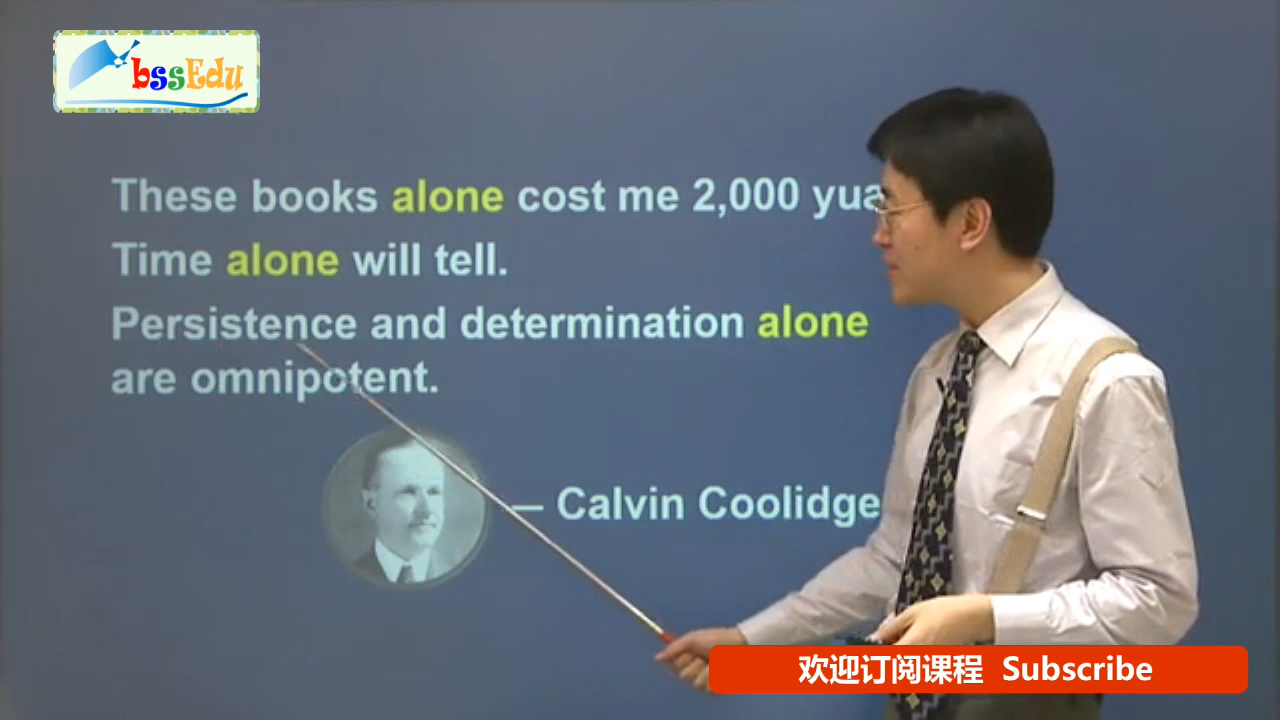 bssEdu
These books alone cost me 2,000 yua
Time alone will tell.
Persistence and determination alone
are omnipotent.
— Calvin Coolidge
欢迎订阅课程 Subscribe